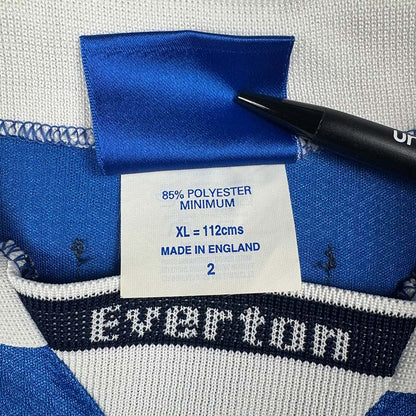 85% POLYESTER
MINIMUM
XL = 112cms
MADE IN ENGLAND
2
Everton